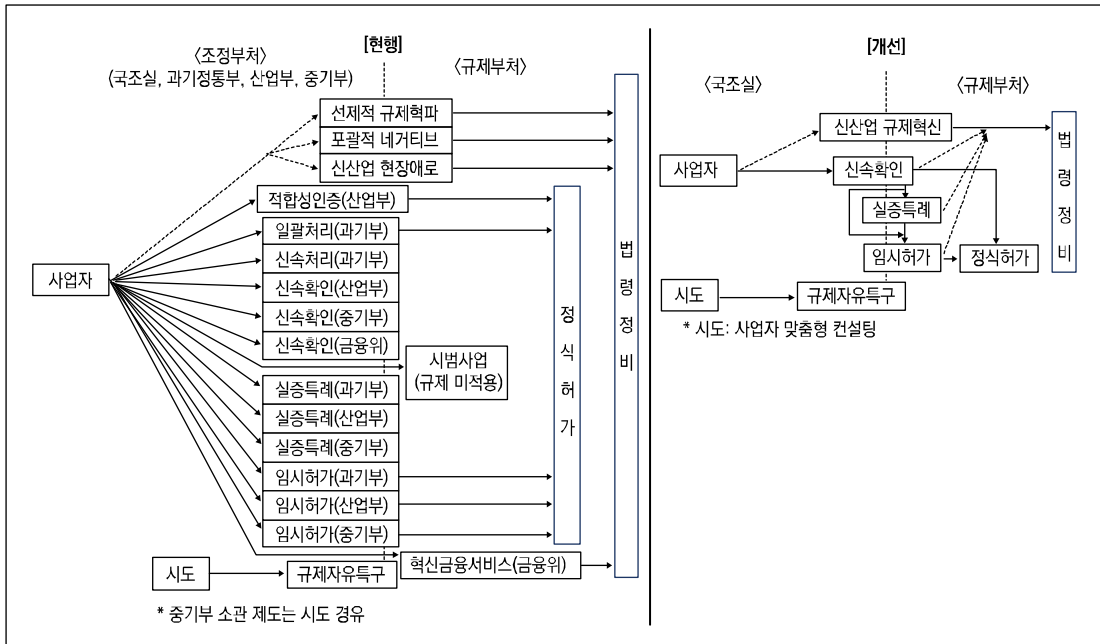 [현행]
〈조정부처〉
(국조실, 과기정통부, 산업부, 중기부)
〈규제부처〉
선제적 규제혁파
포괄적 네거티브
신산업 현장애로
적합성인증(산업부)
일괄처리(과기부)
신속처리(과기부)
신속확인(산업부)
신속확인(중기부)
신속확인(금융위)
사업자
시범사업
(규제 미적용)
실증특례(과기부)
실증특례(산업부)
실증특례(중기부)
임시허가(과기부)
임시허가(산업부)
임시허가(중기부)
정식허가
법령정비
혁신금융서비스(금융위)
시도
규제자유특구
* 중기부 소관 제도는 시도 경유
[개선]
〈국조실〉
〈규제부처〉
신산업 규제혁신
사업자
신속확인
실증특례
임시허가
정식허가
법령정비
시도
규제자유특구
* 시도: 사업자 맞춤형 컨설팅